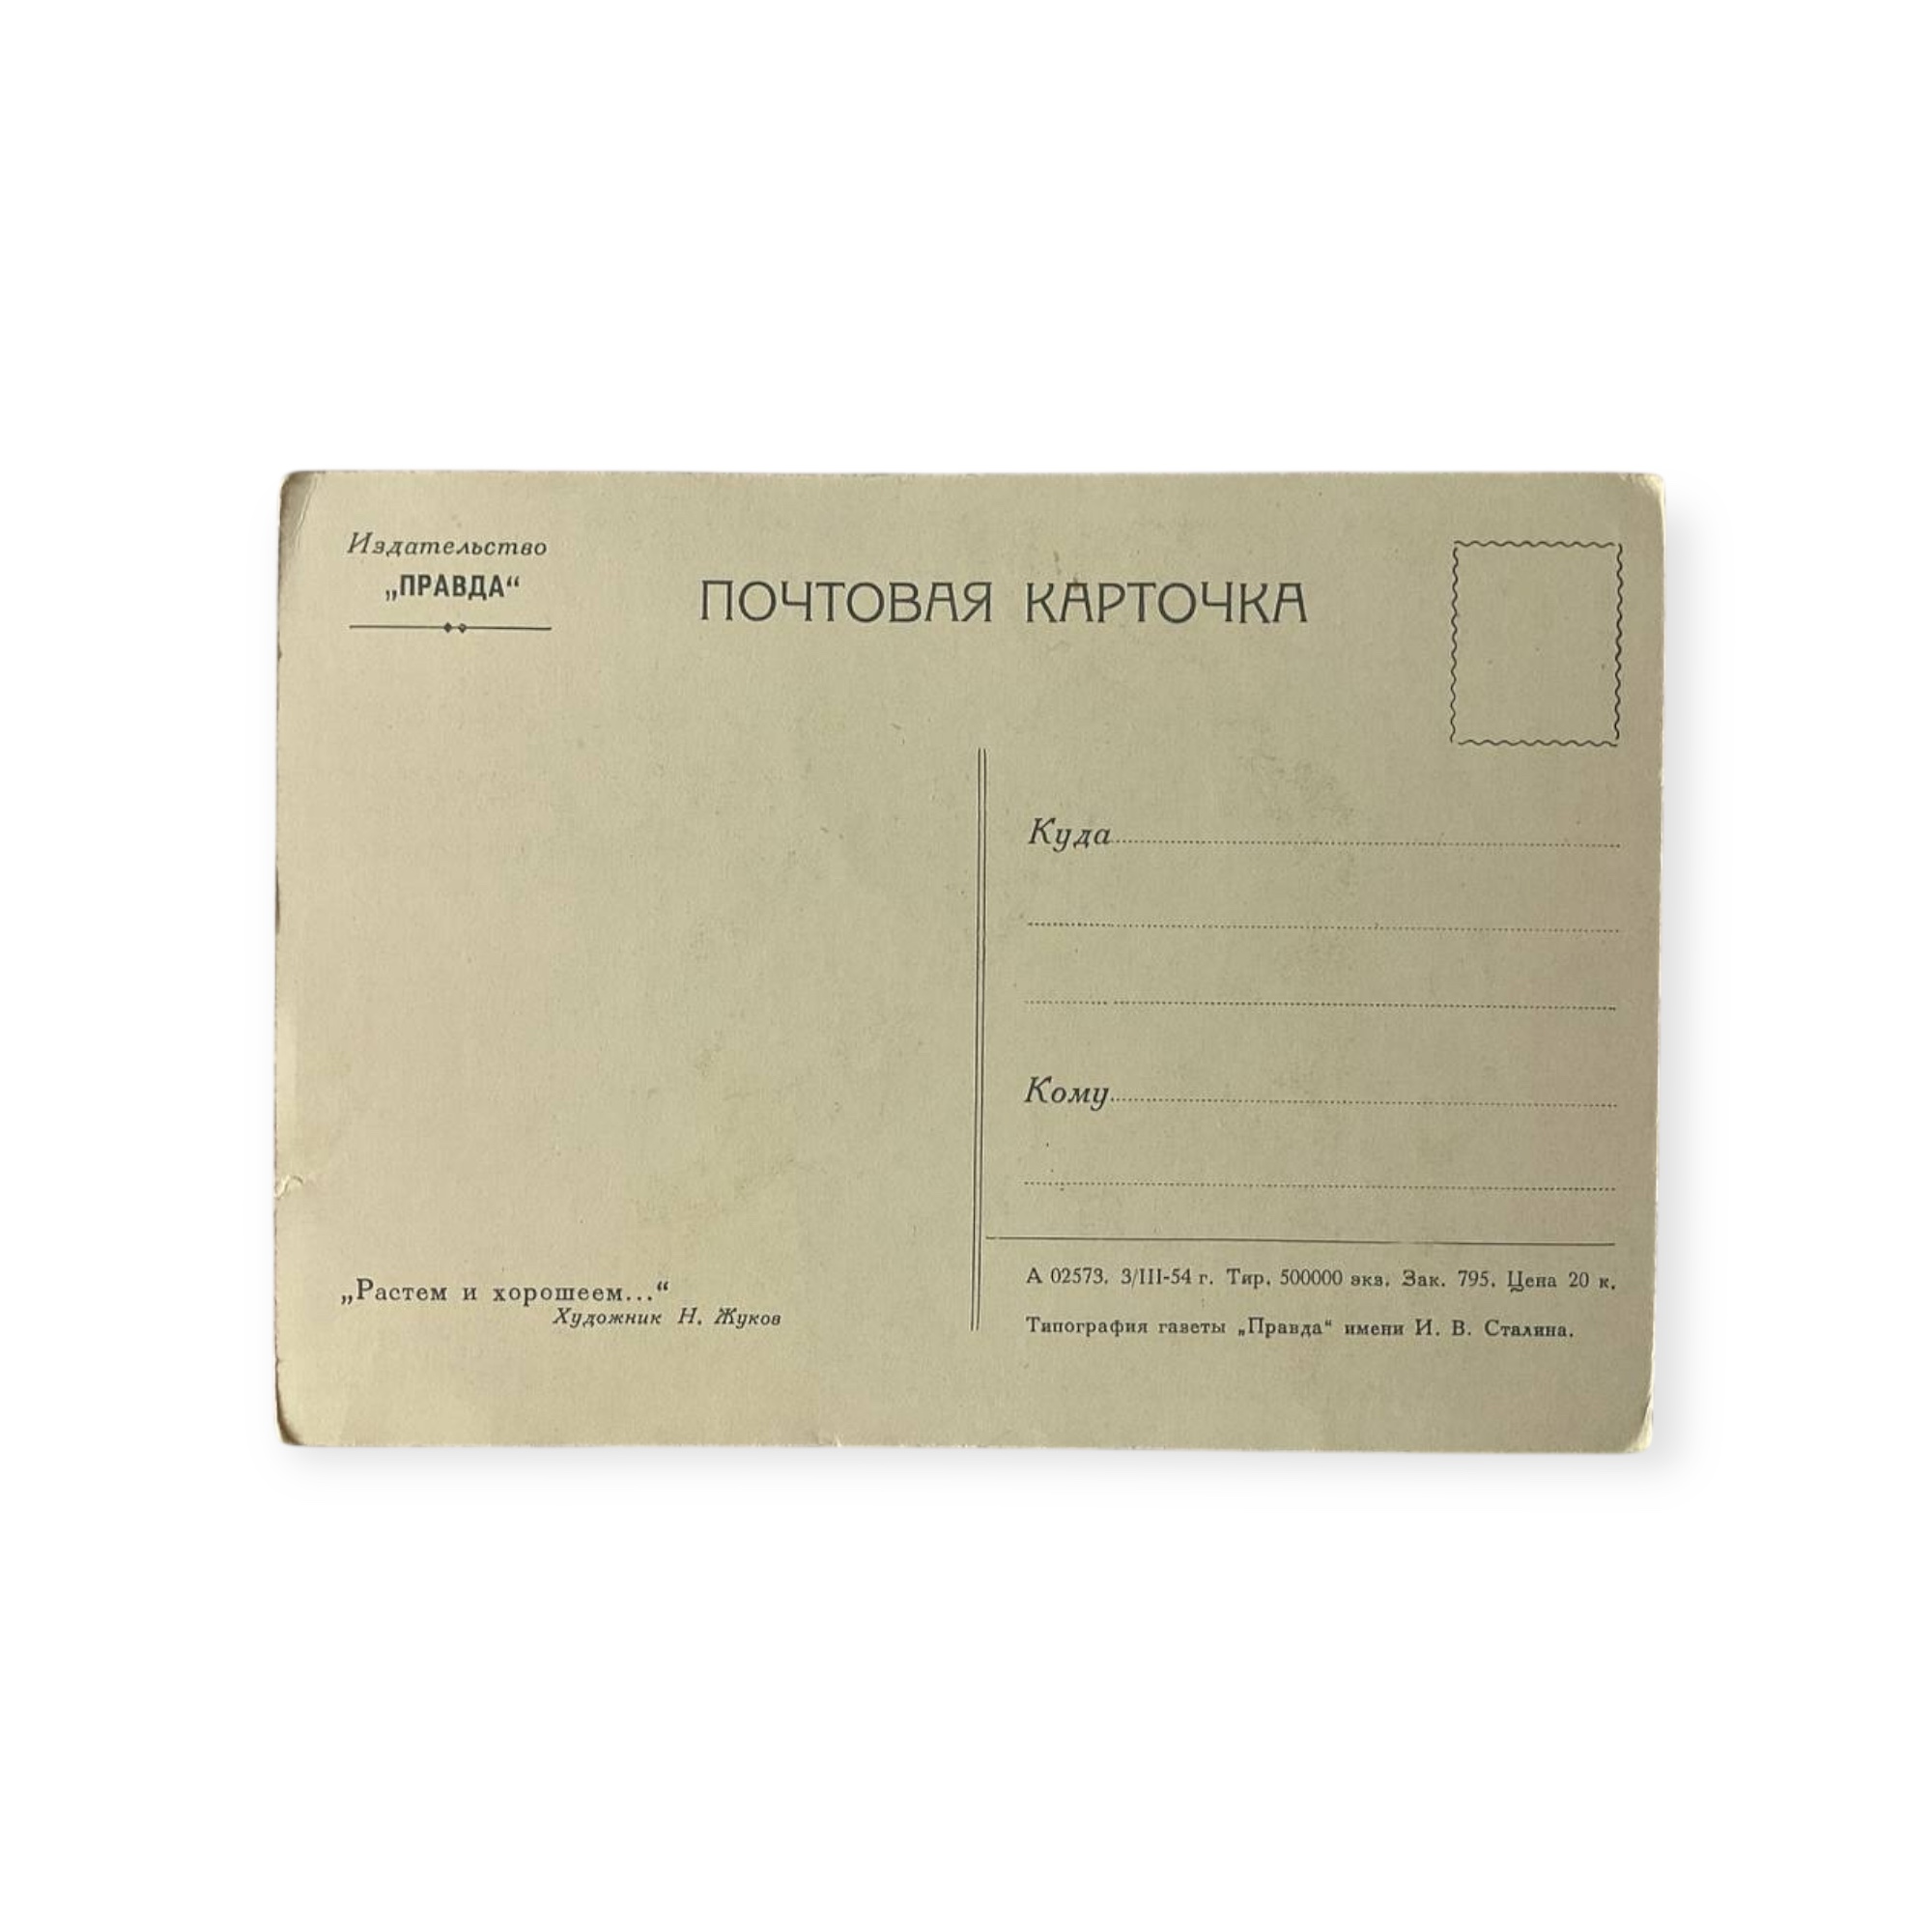 Издательство
„ПРАВДА“
ПОЧТОВАЯ КАРТОЧКА
Куда
Кому
„Растем и хорошеем...“
Художник Н. Жуков
А 02573. 3/III-54 г. Тир. 500000 экз. Зак. 795. Цена 20 к.
Типография газеты „Правда“ имени И. В. Сталина.